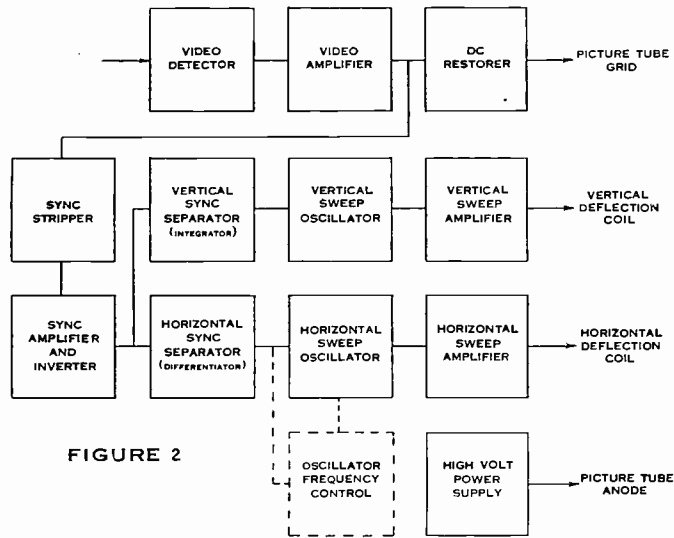 VIDEO
DETECTOR
VIDEO
AMPLIFIER
DC
RESTORER
PICTURE TUBE
GRID
SYNC
STRIPPER
VERTICAL
SYNC
SEPARATOR
(INTEGRATOR)
VERTICAL
SWEEP
OSCILLATOR
VERTICAL
SWEEP
AMPLIFIER
VERTICAL
DEFLECTION
COIL
SYNC
AMPLIFIER
AND
INVERTER
HORIZONTAL
SYNC
SEPARATOR
(DIFFERENTIATOR)
HORIZONTAL
SWEEP
OSCILLATOR
HORIZONTAL
SWEEP
AMPLIFIER
HORIZONTAL
DEFLECTION
COIL
FIGURE 2
OSCILLATOR
FREQUENCY
CONTROL
HIGH VOLT
POWER
SUPPLY
PICTURE TUBE
ANODE